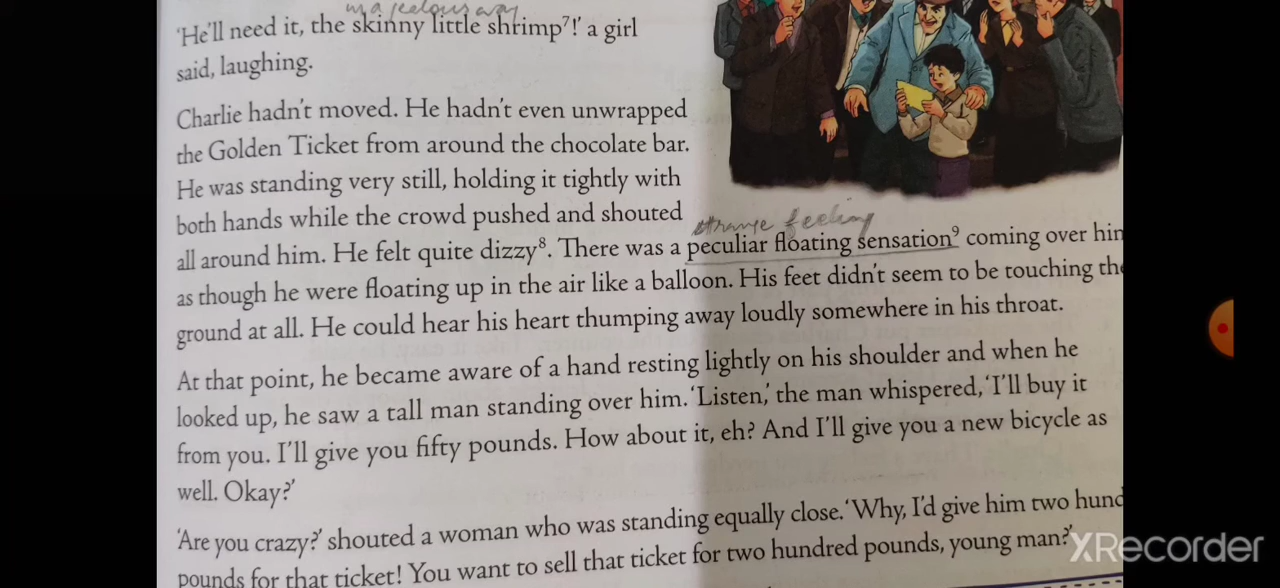 in a jealous way
'He'll need it, the skinny little shrimp⁷!' a girl
said, laughing.
Charlie hadn't moved. He hadn't even unwrapped
the Golden Ticket from around the chocolate bar.
He was standing very still, holding it tightly with
both hands while the crowd pushed and shouted
strange feeling
all around him. He felt quite dizzy⁸. There was a peculiar floating sensation⁹ coming over him
as though he were floating up in the air like a balloon. His feet didn't seem to be touching the
ground at all. He could hear his heart thumping away loudly somewhere in his throat.
At that point, he became aware of a hand resting lightly on his shoulder and when he
looked up, he saw a tall man standing over him. 'Listen,' the man whispered, 'I'll buy it
from you. I'll give you fifty pounds. How about it, eh? And I'll give you a new bicycle as
well. Okay?'
'Are you crazy?' shouted a woman who was standing equally close. 'Why, I'd give him two hund
pounds for that ticket! You want to sell that ticket for two hundred pounds, young man?'
XRecorder